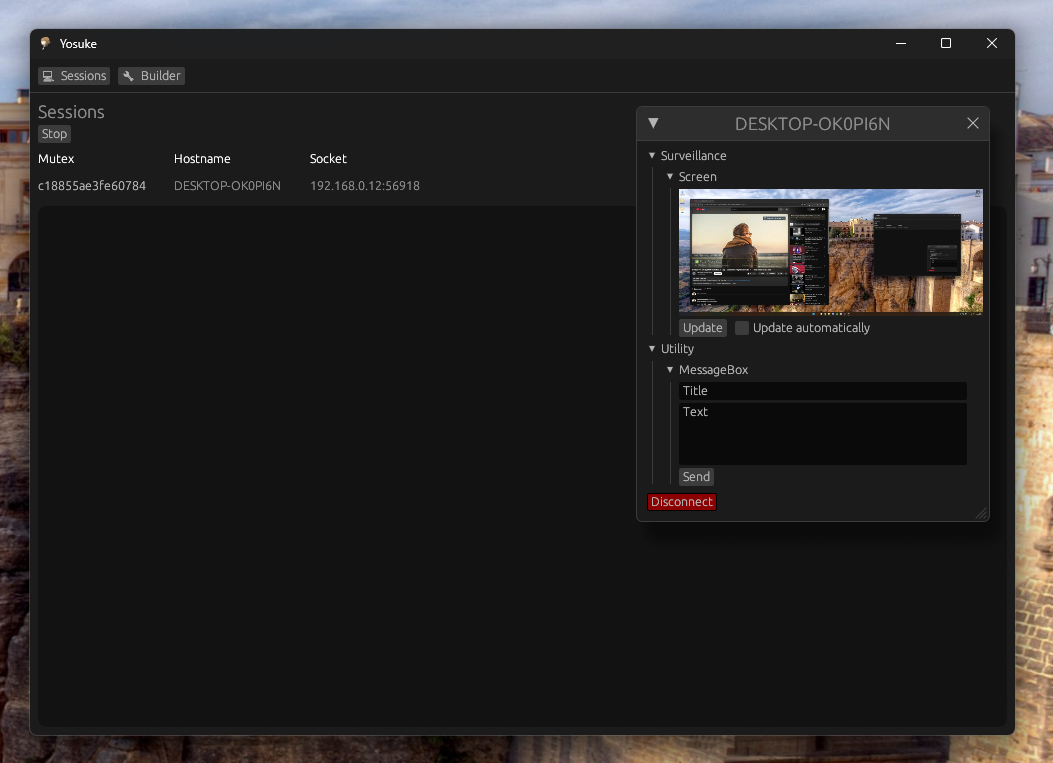 Yosuke
Sessions
Builder
Sessions
Stop
Mutex Hostname Socket
c18855ae3fe60784 DESKTOP-OK0PI6N 192.168.0.12:56918
DESKTOP-OK0PI6N
Surveillance
Screen
Update
Update automatically
Utility
MessageBox
Title
Text
Send
Disconnect